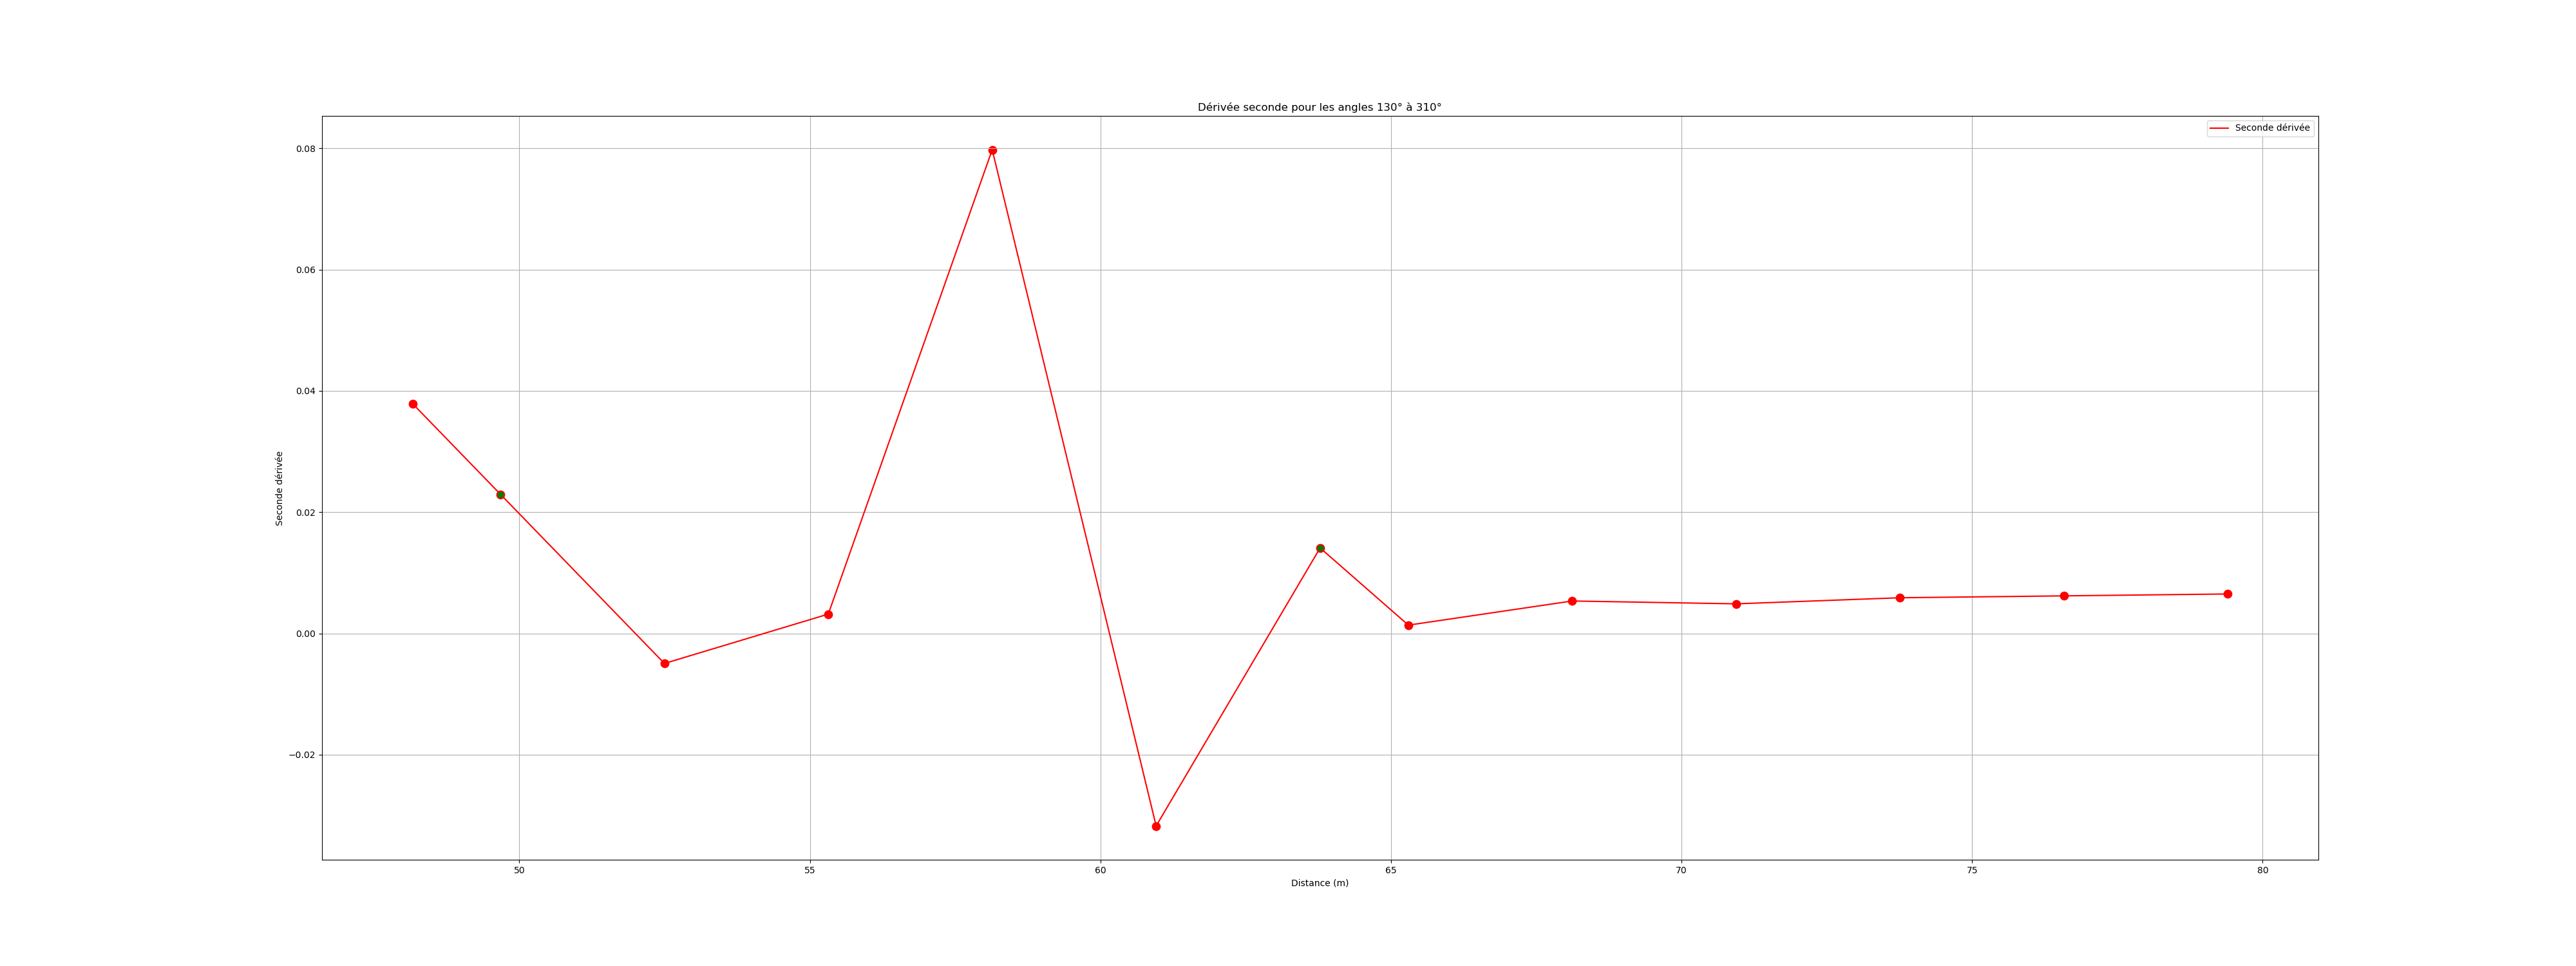 Dérivée seconde pour les angles 130° à 310°
Seconde dérivée
0.08
0.06
0.04
0.02
0.00
−0.02
Seconde dérivée
50 55 60 65 70 75 80
Distance (m)